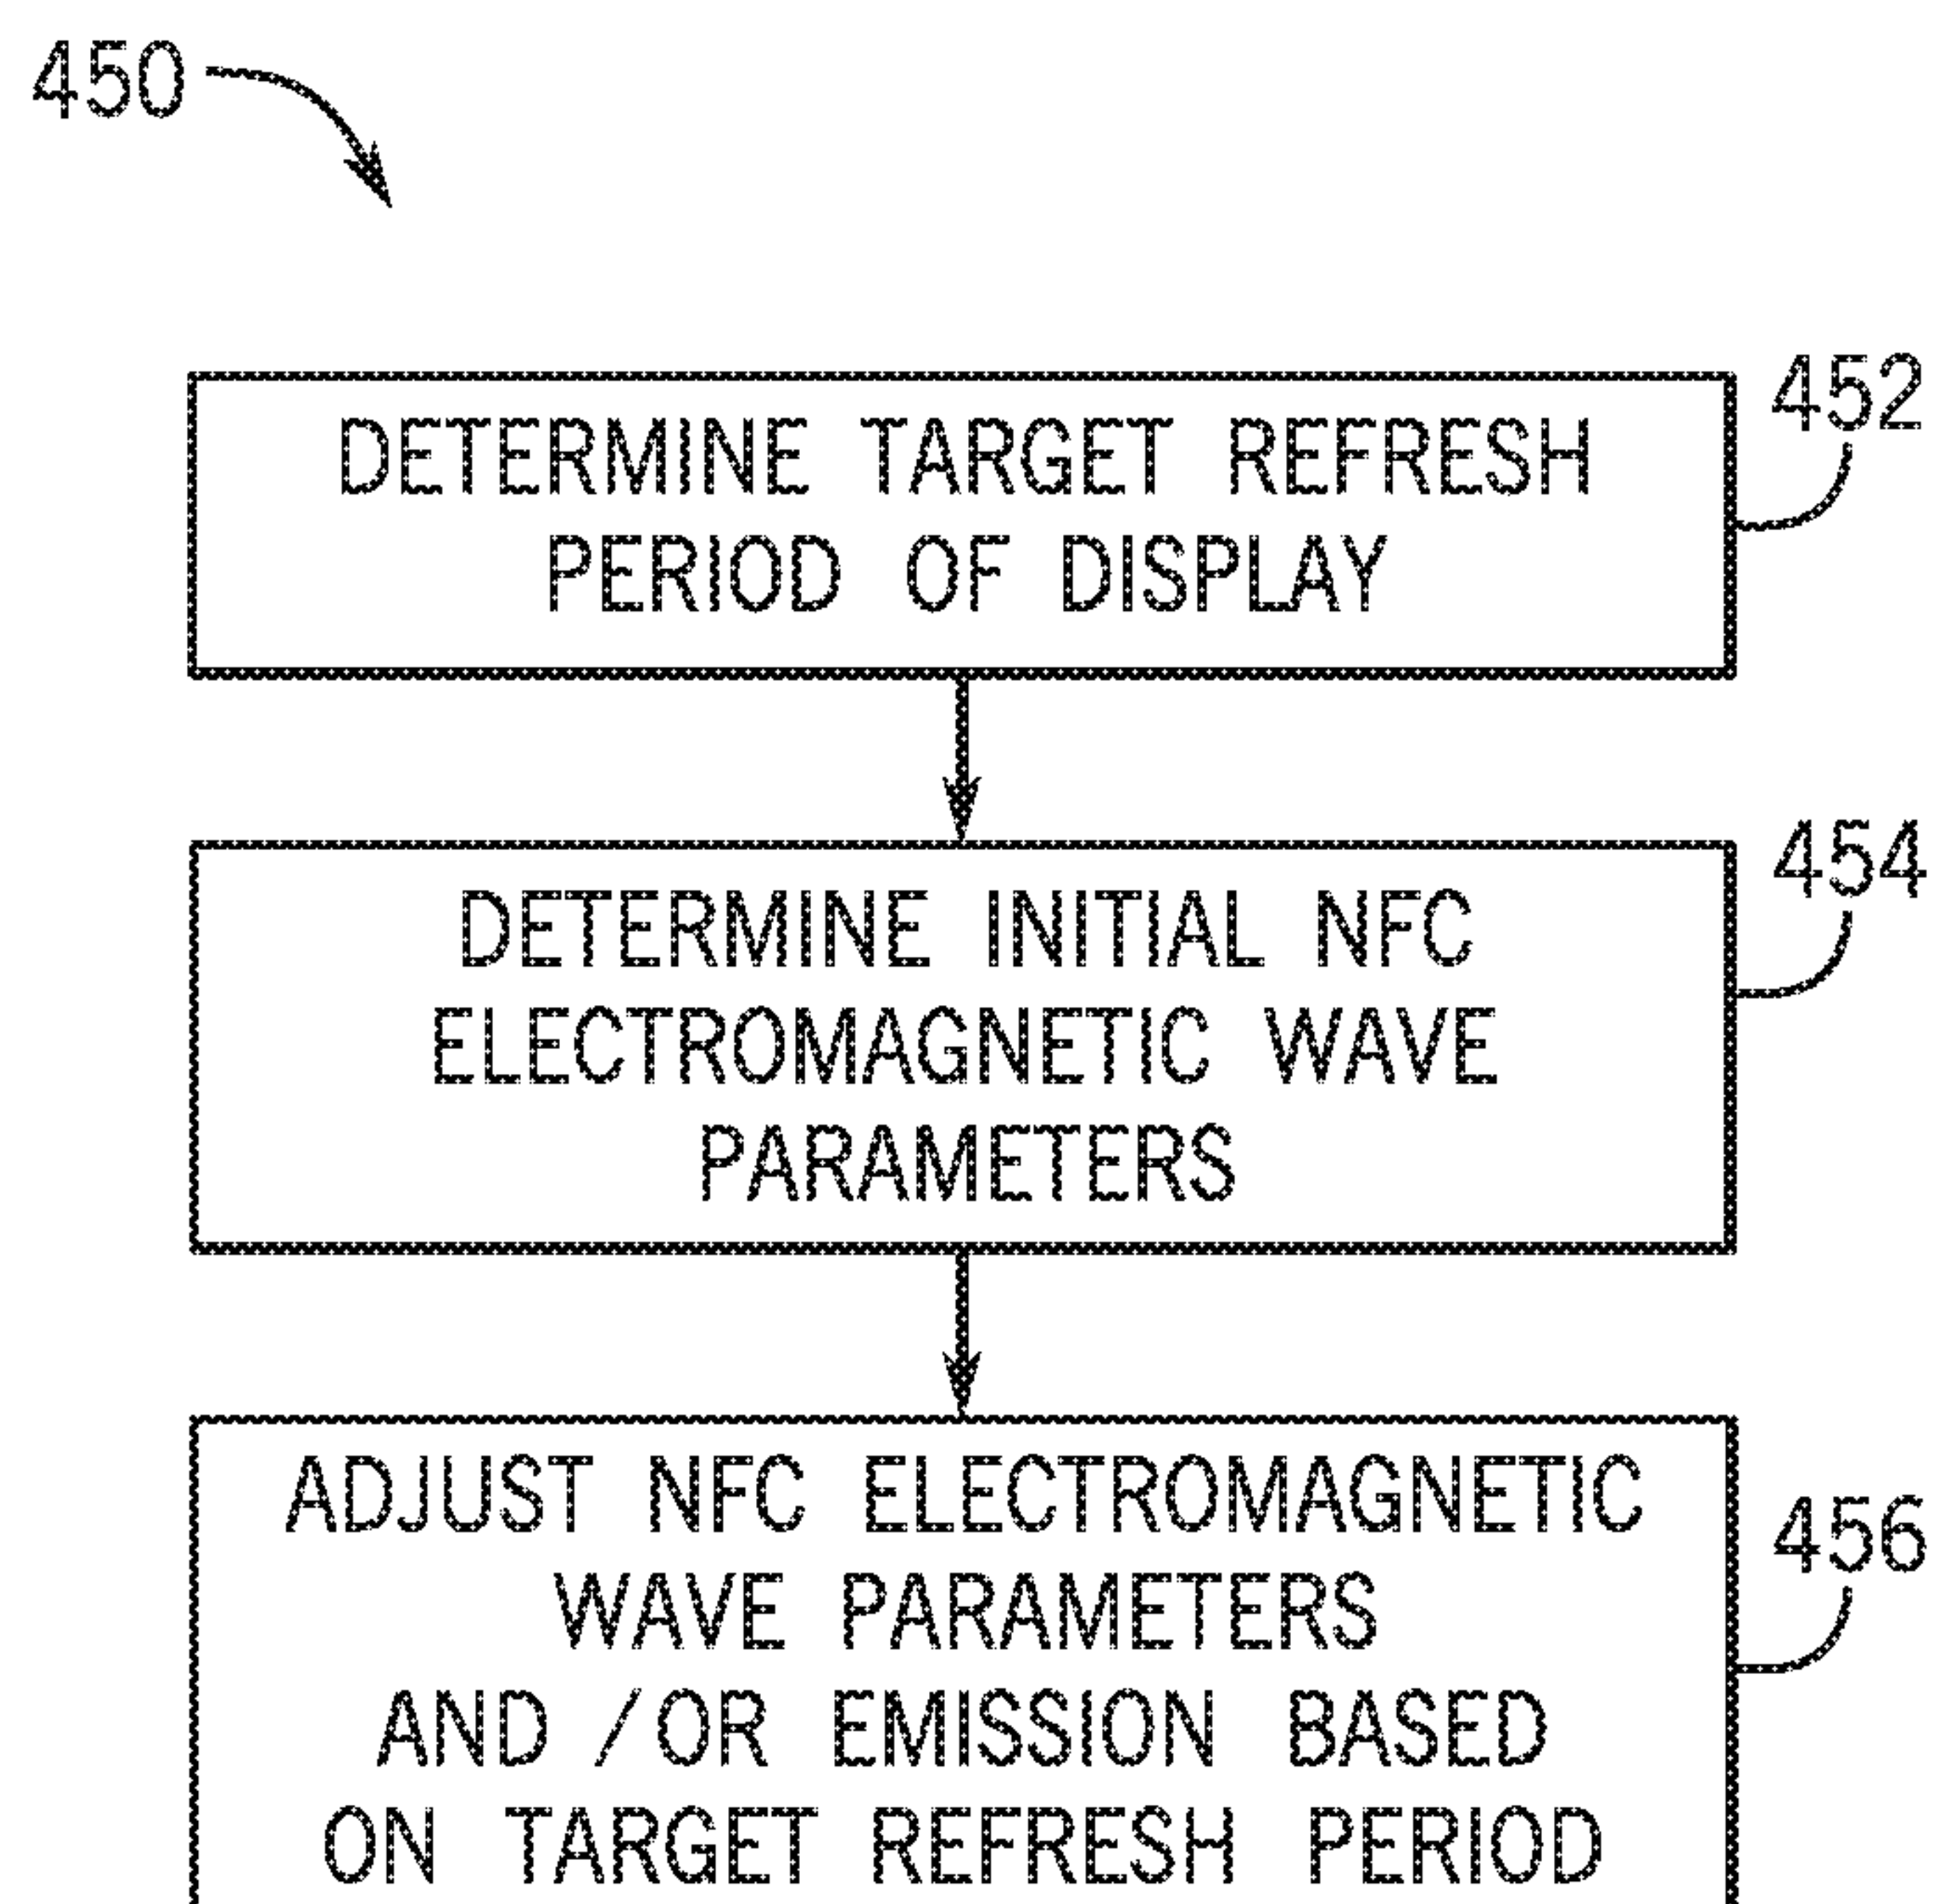 450
452
DETERMINE TARGET REFRESH
PERIOD OF DISPLAY
454
DETERMINE INITIAL NFC
ELECTROMAGNETIC WAVE
PARAMETERS
456
ADJUST NFC ELECTROMAGNETIC
WAVE PARAMETERS
AND /OR EMISSION BASED
ON TARGET REFRESH PERIOD